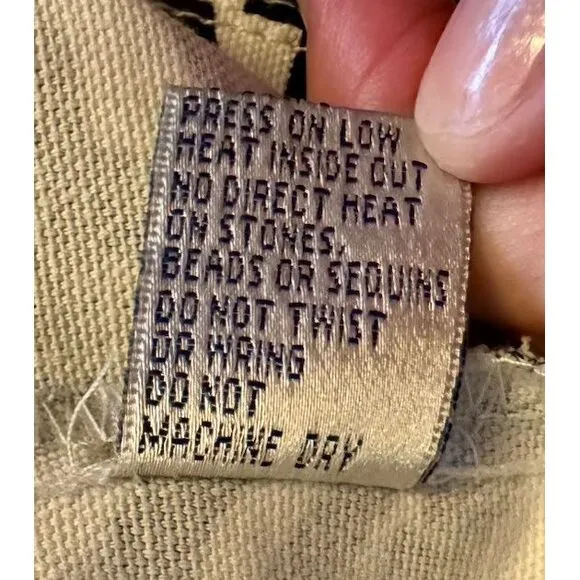 PRESS ON LOW
HEAT INSIDE OUT
NO DIRECT HEAT
ON STONES,
BEADS OR SEQUINS
DO NOT TWIST
OR WRING
DO NOT
MACHINE DRY